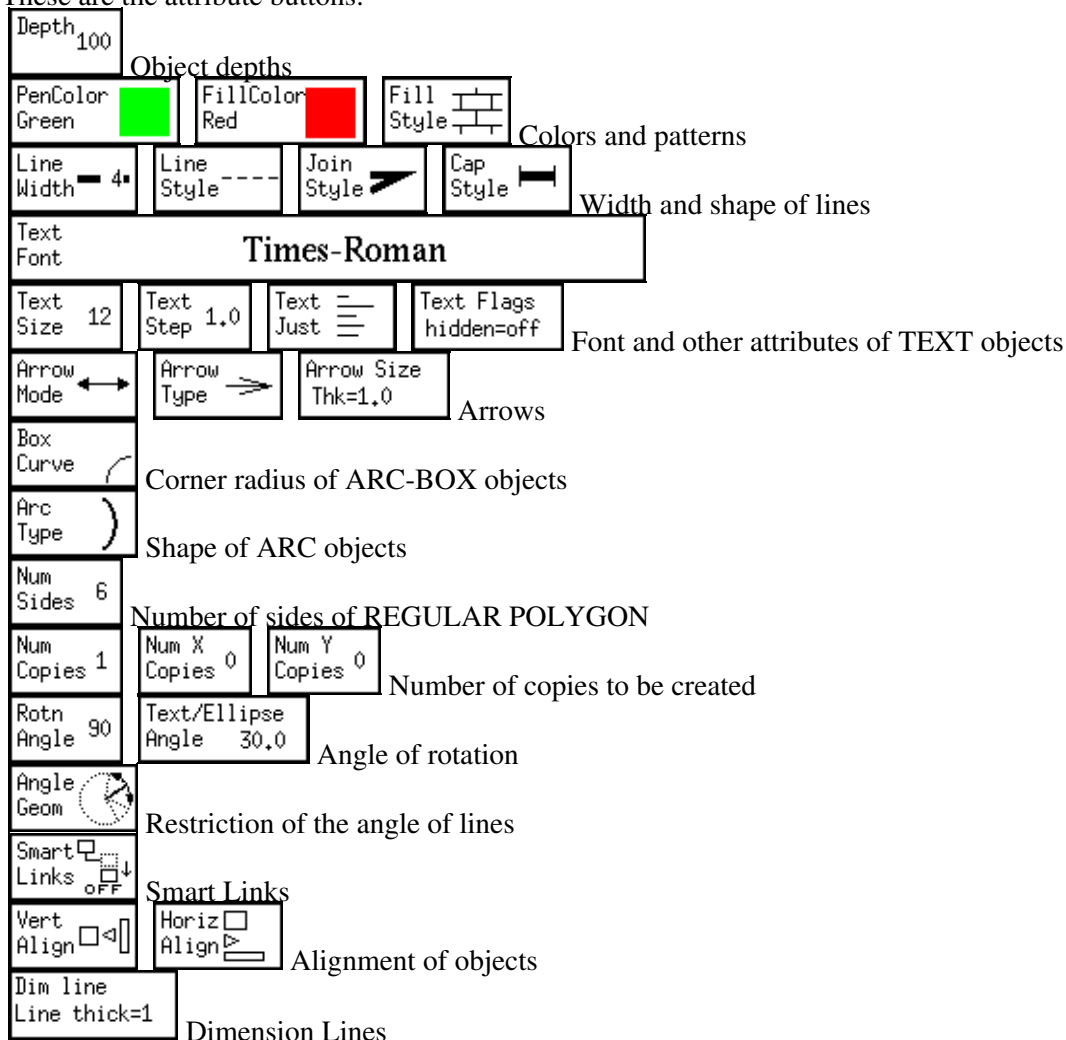 These are the attribute buttons:
Depth 100 Object depths
PenColor Green FillColor Red Fill Style Colors and patterns
Line Width 4 Line Style Join Style Cap Style Width and shape of lines
Text Font Times-Roman
Text Size 12 Text Step 1.0 Text Just Text Flags hidden=off Font and other attributes of TEXT objects
Arrow Mode Arrow Type Arrow Size Thk=1.0 Arrows
Box Curve Corner radius of ARC-BOX objects
Arc Type Shape of ARC objects
Num Sides 6 Number of sides of REGULAR POLYGON
Num Copies 1 Num X Copies 0 Num Y Copies 0 Number of copies to be created
Rotn Angle 90 Text/Ellipse Angle 30.0 Angle of rotation
Angle Geom Restriction of the angle of lines
Smart Links OFF Smart Links
Vert Align Horiz Align Alignment of objects
Dim line Line thick=1 Dimension Lines